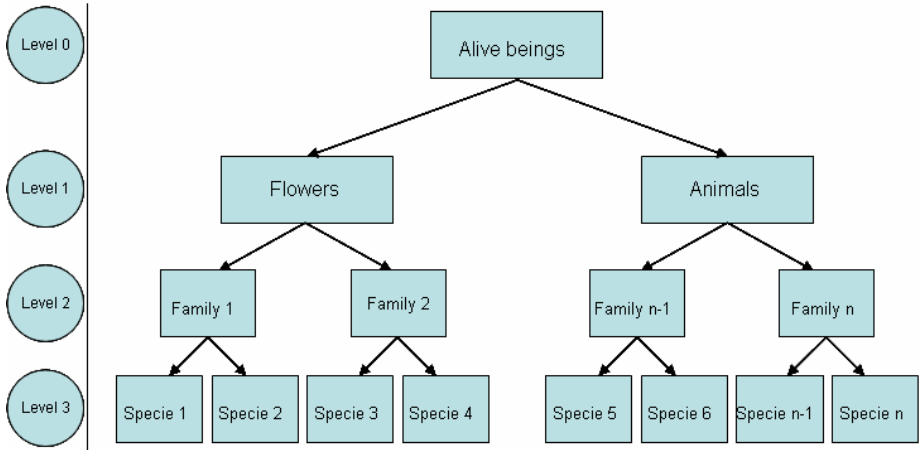 Level 0
Alive beings
Level 1
Flowers
Animals
Level 2
Family 1
Family 2
Family n-1
Family n
Level 3
Specie 1
Specie 2
Specie 3
Specie 4
Specie 5
Specie 6
Specie n-1
Specie n